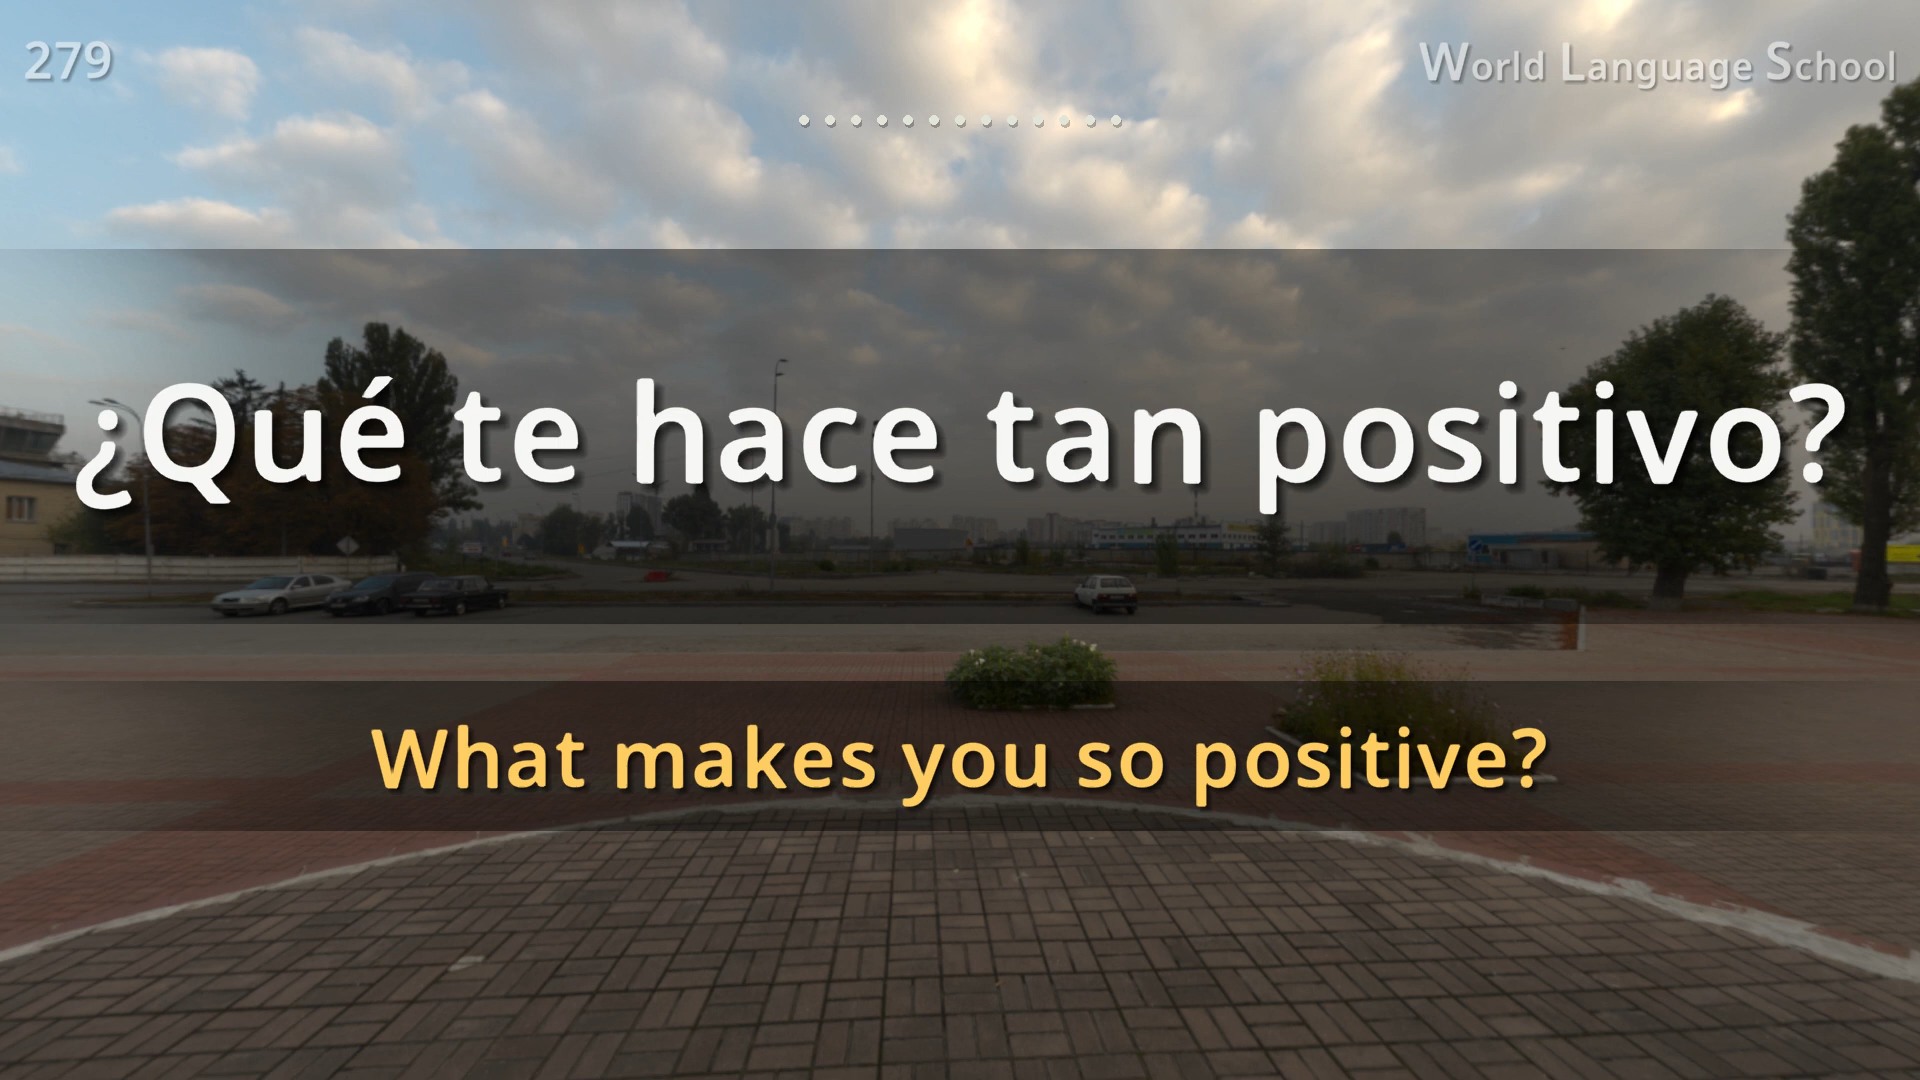 279
World Language School
¿Qué te hace tan positivo?
What makes you so positive?